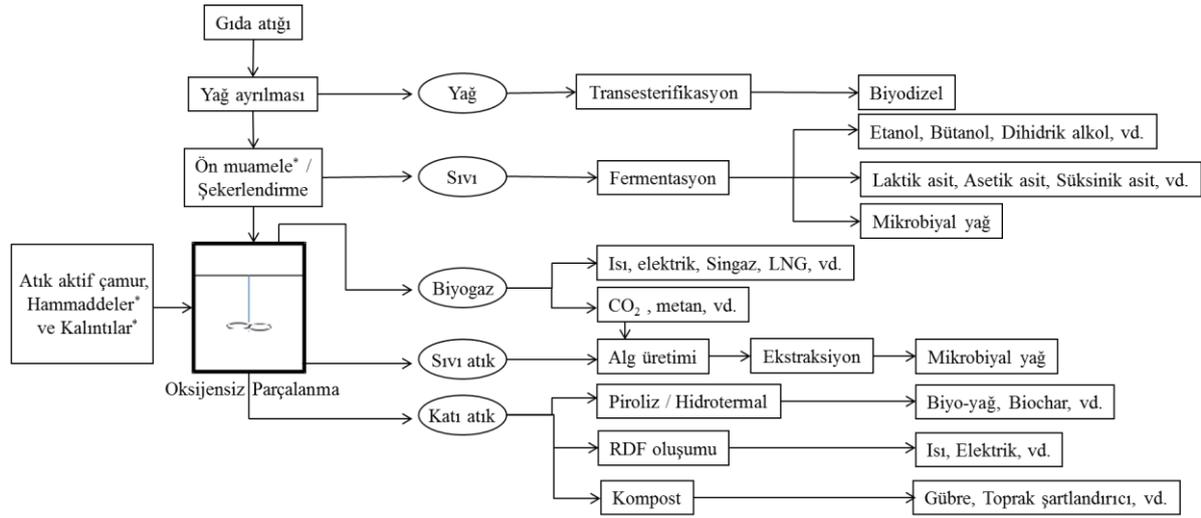 Gıda atığı
Yağ ayrılması
Yağ
Transesterifikasyon
Biyodizel
Ön muamele* /
Şekerlendirme
Sıvı
Fermentasyon
Etanol, Bütanol, Dihidrik alkol, vd.
Laktik asit, Asetik asit, Süksinik asit, vd.
Mikrobiyal yağ
Atık aktif çamur,
Hammaddeler*
ve Kalıntılar*
Oksijensiz Parçalanma
Biyogaz
Isı, elektrik, Singaz, LNG, vd.
CO₂ , metan, vd.
Sıvı atık
Alg üretimi
Ekstraksiyon
Mikrobiyal yağ
Katı atık
Piroliz / Hidrotermal
Biyo-yağ, Biochar, vd.
RDF oluşumu
Isı, Elektrik, vd.
Kompost
Gübre, Toprak şartlandırıcı, vd.